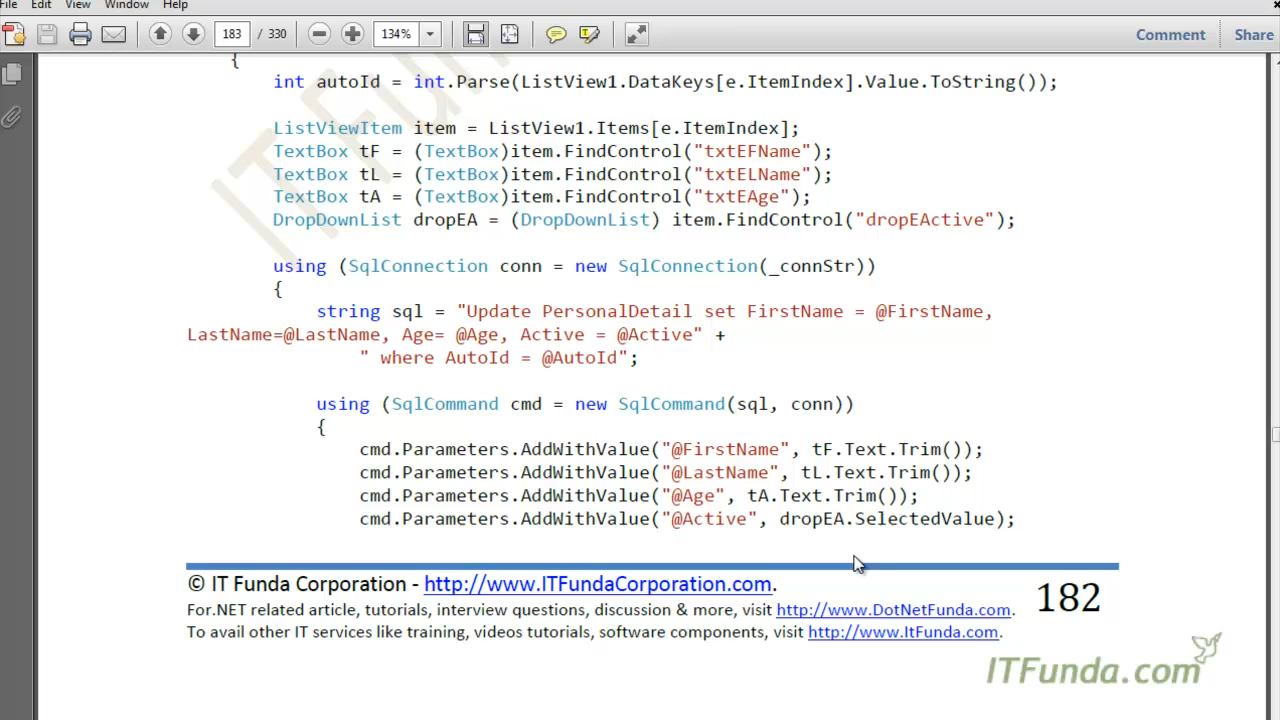 File Edit View Window Help
183 / 330 134% Comment Share
{
int autoId = int.Parse(ListView1.DataKeys[e.ItemIndex].Value.ToString());
ListViewItem item = ListView1.Items[e.ItemIndex];
TextBox tF = (TextBox)item.FindControl("txtEFName");
TextBox tL = (TextBox)item.FindControl("txtELName");
TextBox tA = (TextBox)item.FindControl("txtEAge");
DropDownList dropEA = (DropDownList) item.FindControl("dropEActive");
using (SqlConnection conn = new SqlConnection(_connStr))
{
string sql = "Update PersonalDetail set FirstName = @FirstName,
LastName=@LastName, Age= @Age, Active = @Active" +
" where AutoId = @AutoId";
using (SqlCommand cmd = new SqlCommand(sql, conn))
{
cmd.Parameters.AddWithValue("@FirstName", tF.Text.Trim());
cmd.Parameters.AddWithValue("@LastName", tL.Text.Trim());
cmd.Parameters.AddWithValue("@Age", tA.Text.Trim());
cmd.Parameters.AddWithValue("@Active", dropEA.SelectedValue);
© IT Funda Corporation - http://www.ITFundaCorporation.com.
182
For.NET related article, tutorials, interview questions, discussion & more, visit http://www.DotNetFunda.com.
To avail other IT services like training, videos tutorials, software components, visit http://www.ItFunda.com.
ITFunda.com